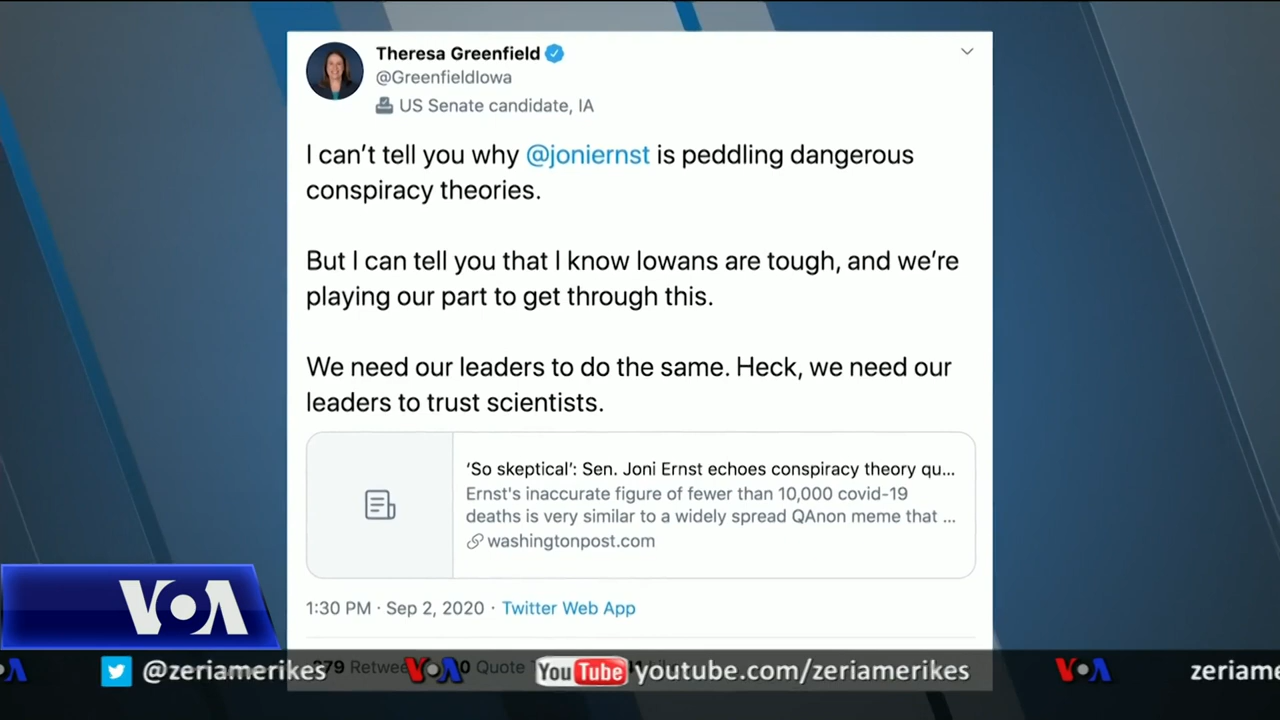 Theresa Greenfield
@GreenfieldIowa
US Senate candidate, IA
I can't tell you why @joniernst is peddling dangerous
conspiracy theories.
But I can tell you that I know Iowans are tough, and we're
playing our part to get through this.
We need our leaders to do the same. Heck, we need our
leaders to trust scientists.
'So skeptical': Sen. Joni Ernst echoes conspiracy theory qu...
Ernst's inaccurate figure of fewer than 10,000 covid-19
deaths is very similar to a widely spread QAnon meme that ...
washingtonpost.com
1:30 PM · Sep 2, 2020 · Twitter Web App
VOA
@zeriamerikes VOA YouTube youtube.com/zeriamerikes VOA